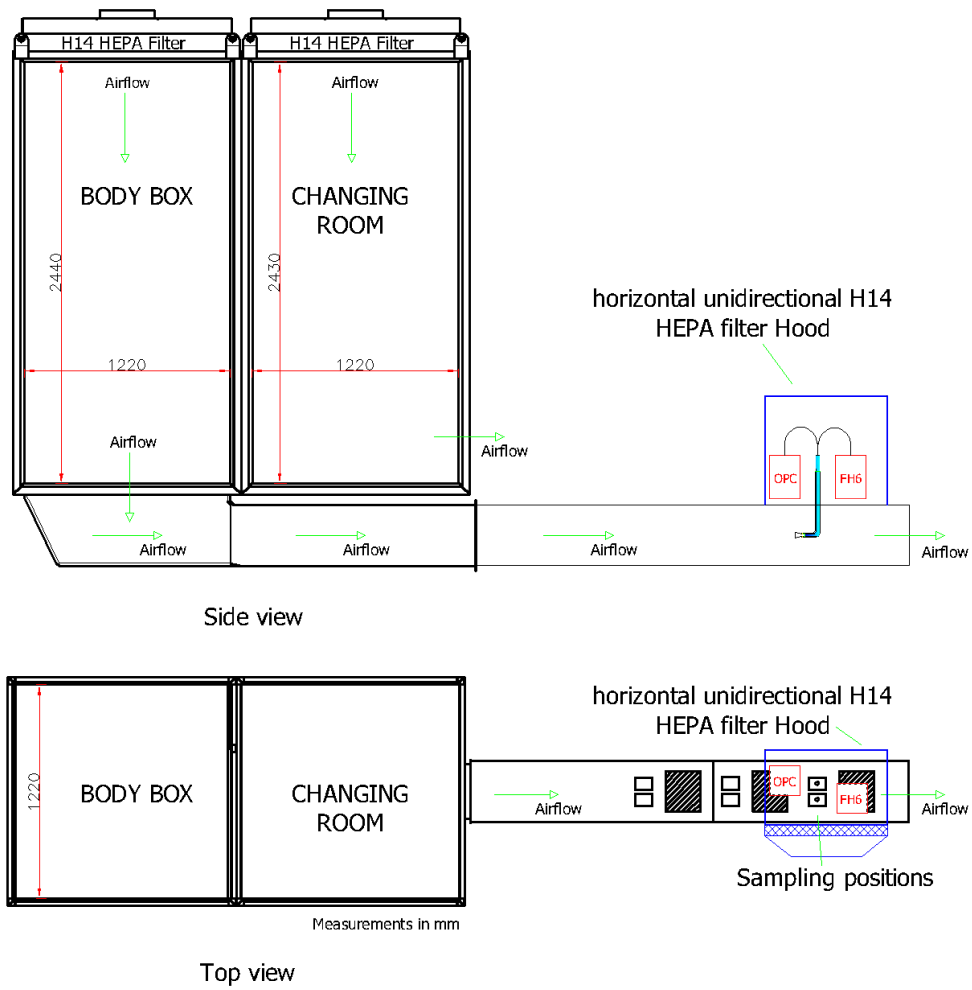 H14 HEPA Filter
H14 HEPA Filter
Airflow
Airflow
BODY BOX
CHANGING
ROOM
2440
2430
horizontal unidirectional H14
HEPA filter Hood
1220
1220
Airflow
Airflow
OPC
FH6
Airflow
Airflow
Airflow
Airflow
Side view
horizontal unidirectional H14
HEPA filter Hood
1220
BODY BOX
CHANGING
ROOM
OPC
FH6
Airflow
Airflow
Sampling positions
Measurements in mm
Top view